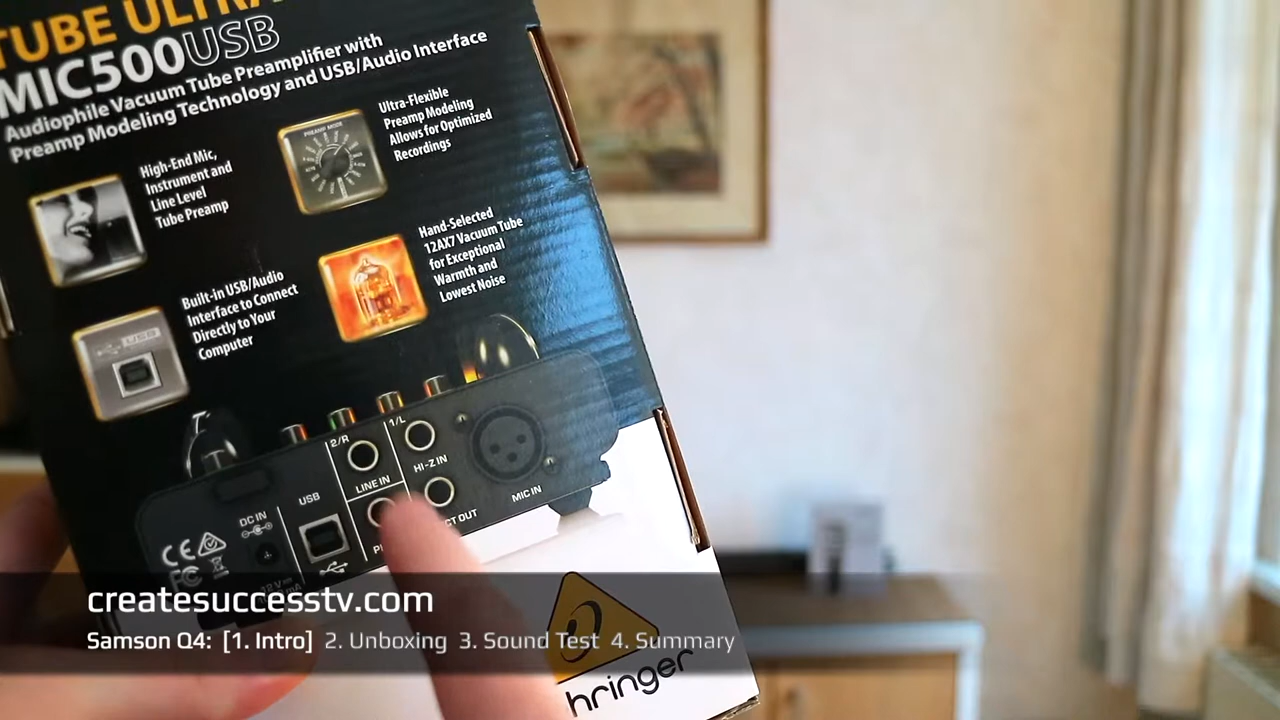 TUBE ULTRA
MIC500USB
Audiophile Vacuum Tube Preamplifier with
Preamp Modeling Technology and USB/Audio Interface
High-End Mic,
Instrument and
Line Level
Tube Preamp
PREAMP MODE
Ultra-Flexible
Preamp Modeling
Allows for Optimized
Recordings
USB
Built-in USB/Audio
Interface to Connect
Directly to Your
Computer
Hand-Selected
12AX7 Vacuum Tube
for Exceptional
Warmth and
Lowest Noise
2/R
1/L
LINE IN
HI-Z IN
MIC IN
CT OUT
USB
DC IN
CE
FC
hringer
createsuccesstv.com
Samson Q4: [1. Intro] 2. Unboxing 3. Sound Test 4. Summary